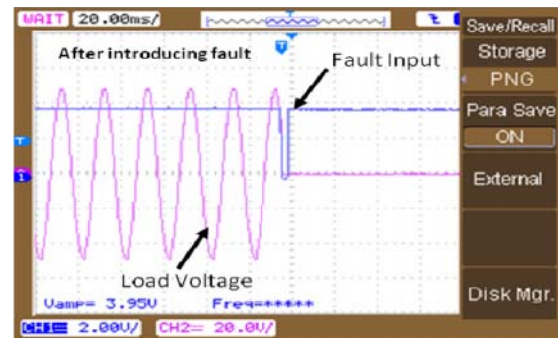 WAIT 20.00ms/
Save/Recall
After introducing fault
Fault Input
Storage
PNG
Para Save
ON
External
Load Voltage
Vamp= 3.95V Freq=*****
Disk Mgr.
CH1= 2.00V/ CH2= 20.0V/